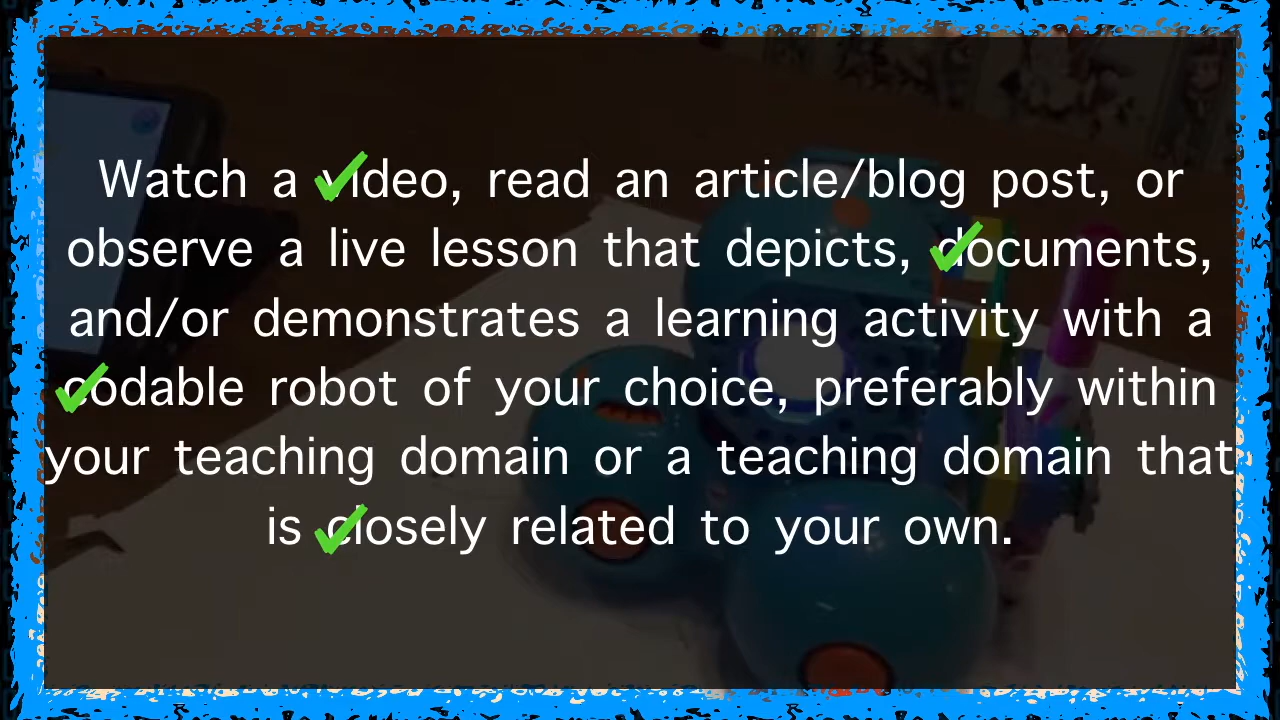 Watch a video, read an article/blog post, or
observe a live lesson that depicts, documents,
and/or demonstrates a learning activity with a
codable robot of your choice, preferably within
your teaching domain or a teaching domain that
is closely related to your own.